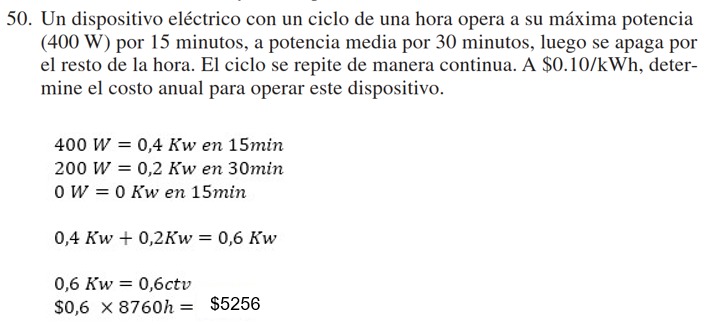 50. Un dispositivo eléctrico con un ciclo de una hora opera a su máxima potencia
(400 W) por 15 minutos, a potencia media por 30 minutos, luego se apaga por
el resto de la hora. El ciclo se repite de manera continua. A $0.10/kWh, deter-
mine el costo anual para operar este dispositivo.
400 W = 0,4 Kw en 15min
200 W = 0,2 Kw en 30min
0 W = 0 Kw en 15min
0,4 Kw + 0,2Kw = 0,6 Kw
0,6 Kw = 0,6ctv
$0,6 × 8760h = $5256